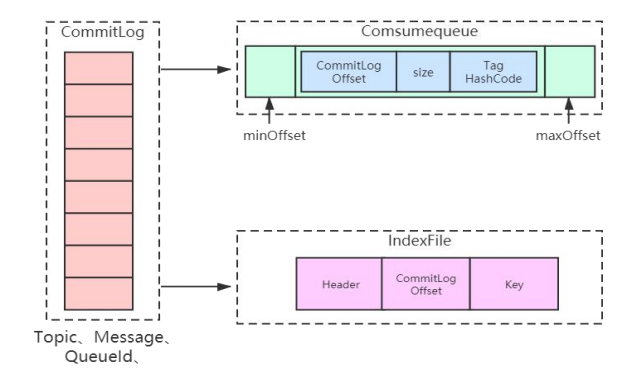 CommitLog
Comsumequeue
CommitLog
Offset
size
Tag
HashCode
minOffset
maxOffset
IndexFile
Header
CommitLog
Offset
Key
Topic、Message、
QueueId、